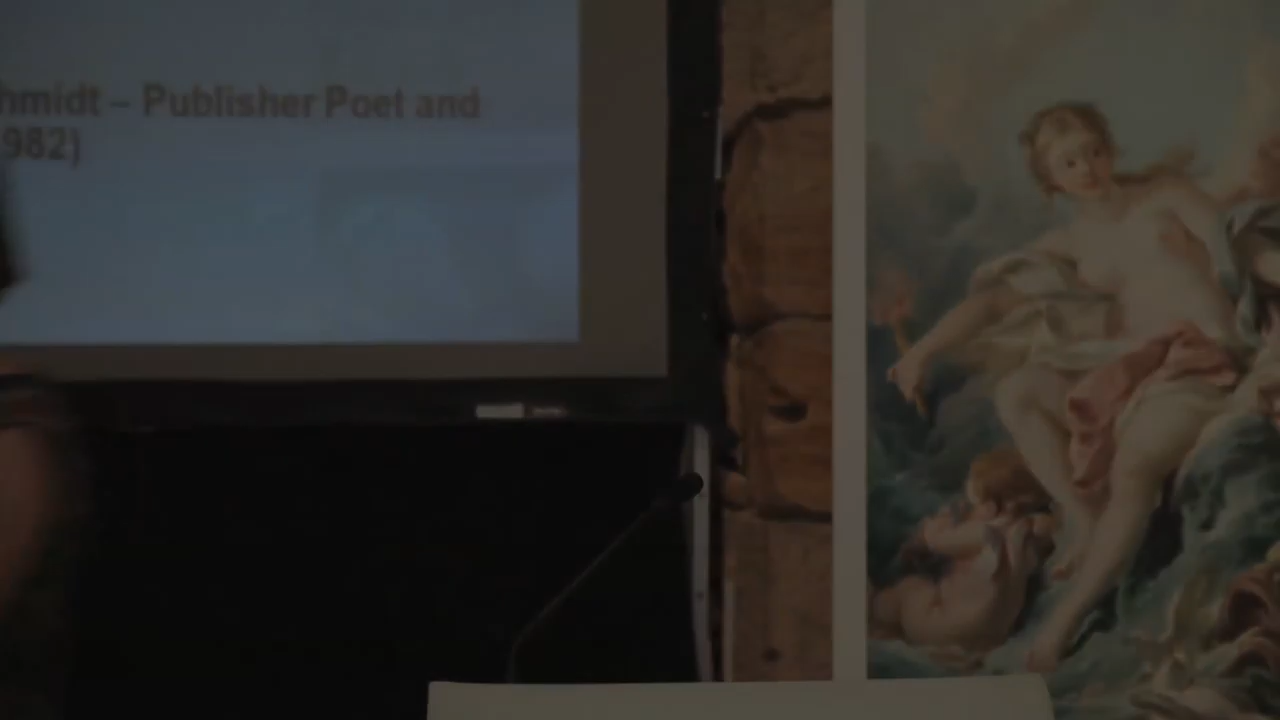 hmidt – Publisher Poet and
982)